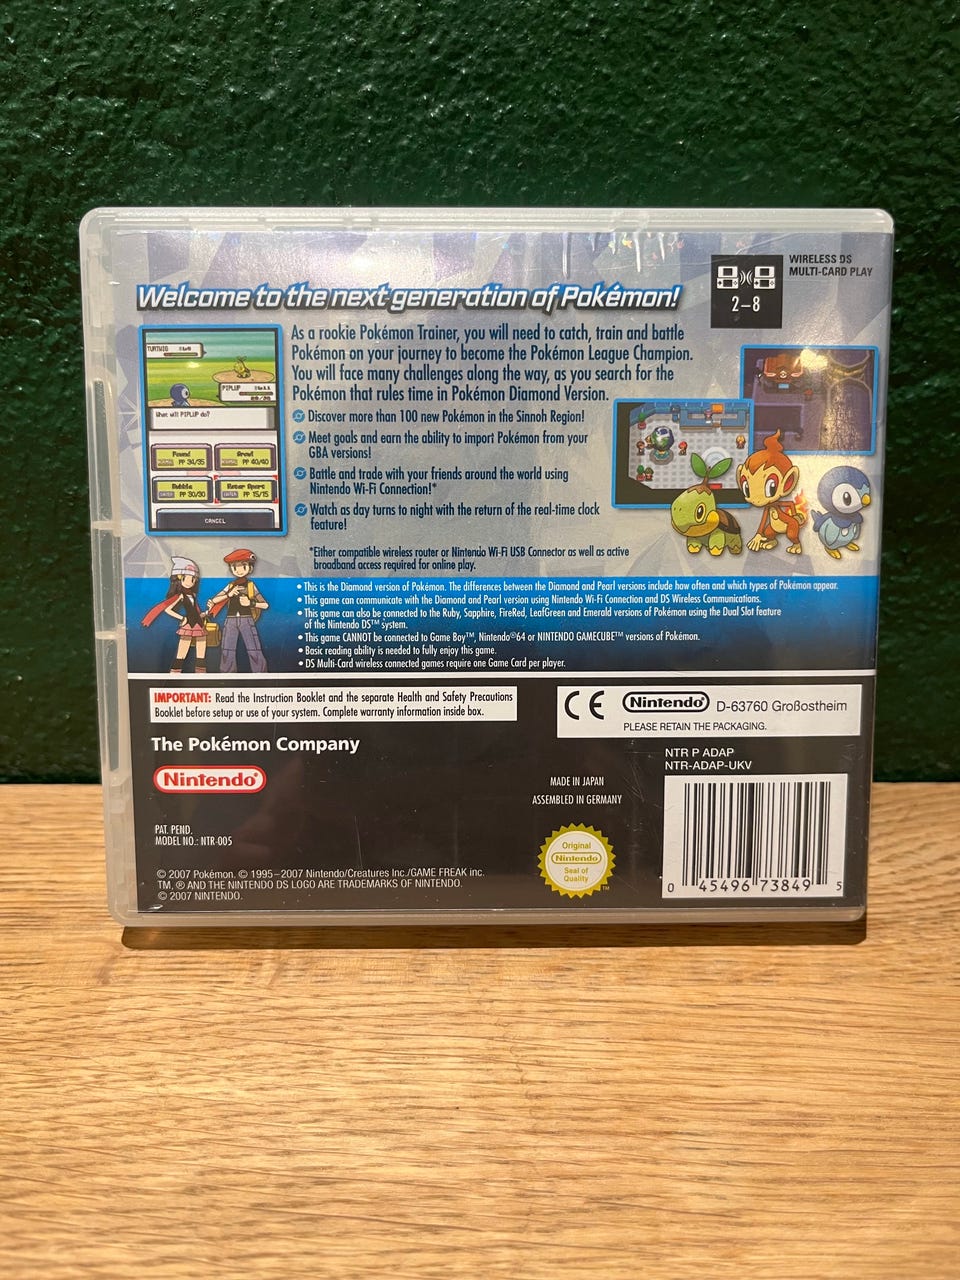 WIRELESS DS
MULTI-CARD PLAY
2–8
Welcome to the next generation of Pokémon!
As a rookie Pokémon Trainer, you will need to catch, train and battle
Pokémon on your journey to become the Pokémon League Champion.
You will face many challenges along the way, as you search for the
Pokémon that rules time in Pokémon Diamond Version.
Discover more than 100 new Pokémon in the Sinnoh Region!
Meet goals and earn the ability to import Pokémon from your
GBA versions!
Battle and trade with your friends around the world using
Nintendo Wi-Fi Connection!*
Watch as day turns to night with the return of the real-time clock
feature!
*Either compatible wireless router or Nintendo Wi-Fi USB Connector as well as active
broadband access required for online play.
TURTWIG
PIPLUP
What will PIPLUP do?
Pound
PP 34/35
Growl
PP 40/40
Bubble
PP 30/30
Water Sport
PP 15/15
CANCEL
• This is the Diamond version of Pokémon. The differences between the Diamond and Pearl versions include how often and which types of Pokémon appear.
• This game can communicate with the Diamond and Pearl version using Nintendo Wi-Fi Connection and DS Wireless Communications.
• This game can also be connected to the Ruby, Sapphire, FireRed, LeafGreen and Emerald versions of Pokémon using the Dual Slot feature
of the Nintendo DS™ system.
• This game CANNOT be connected to Game Boy™, Nintendo®64 or NINTENDO GAMECUBE™ versions of Pokémon.
• Basic reading ability is needed to fully enjoy this game.
• DS Multi-Card wireless connected games require one Game Card per player.
IMPORTANT: Read the Instruction Booklet and the separate Health and Safety Precautions
Booklet before setup or use of your system. Complete warranty information inside box.
CE Nintendo® D-63760 Großostheim
PLEASE RETAIN THE PACKAGING.
The Pokémon Company
Nintendo®
NTR P ADAP
NTR-ADAP-UKV
MADE IN JAPAN
ASSEMBLED IN GERMANY
PAT. PEND.
MODEL NO.: NTR-005
Original
Nintendo
Seal of
Quality
™
© 2007 Pokémon. © 1995–2007 Nintendo/Creatures Inc./GAME FREAK inc.
TM, ® AND THE NINTENDO DS LOGO ARE TRADEMARKS OF NINTENDO.
© 2007 NINTENDO.
0 45496 73849 5